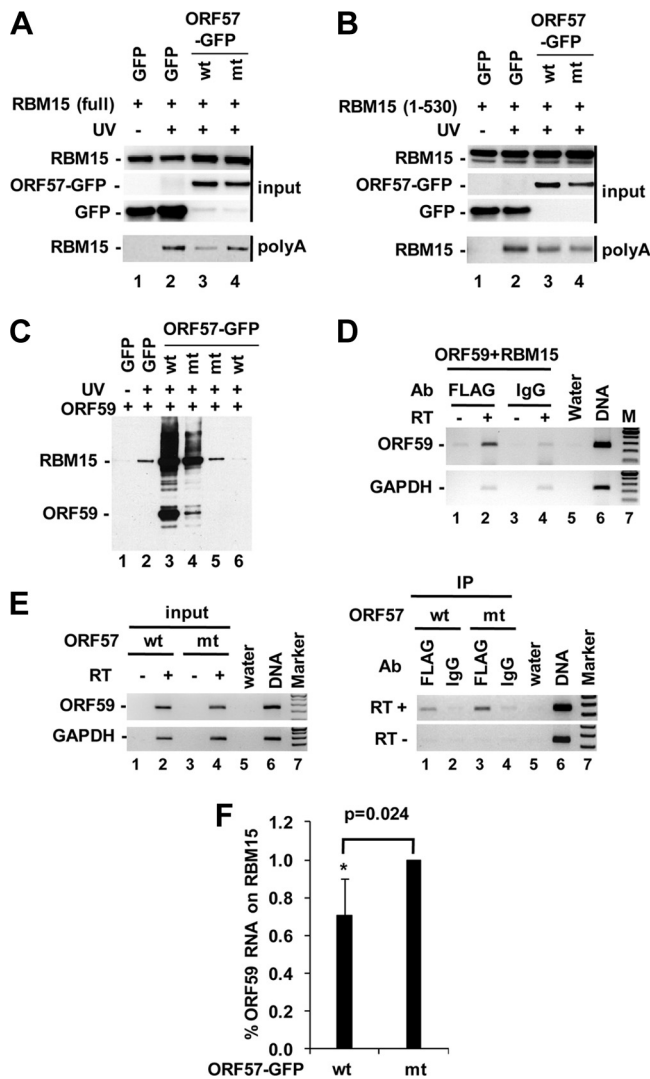 A
ORF57
-GFP
GFP GFP wt mt
RBM15 (full) + + + +
UV - + + +
RBM15 -
ORF57-GFP -
GFP -
input
RBM15 -
polyA
1 2 3 4
B
ORF57
-GFP
GFP GFP wt mt
RBM15 (1-530) + + + +
UV - + + +
RBM15 -
ORF57-GFP -
GFP -
input
RBM15 -
polyA
1 2 3 4
C
ORF57-GFP
GFP GFP wt mt mt wt
UV - + + + + +
ORF59 + + + + + +
RBM15 -
ORF59 -
1 2 3 4 5 6
D
ORF59+RBM15
Ab FLAG IgG Water DNA M
RT - + - +
ORF59 -
GAPDH -
1 2 3 4 5 6 7
E
input
ORF57 wt mt
RT - + - + water DNA Marker
ORF59 -
GAPDH -
1 2 3 4 5 6 7
IP
ORF57 wt mt
Ab FLAG IgG FLAG IgG water DNA Marker
RT +
RT -
1 2 3 4 5 6 7
F
p=0.024
% ORF59 RNA on RBM15
1.2
1.0
0.8
0.6
0.4
0.2
0.0
*
ORF57-GFP wt mt